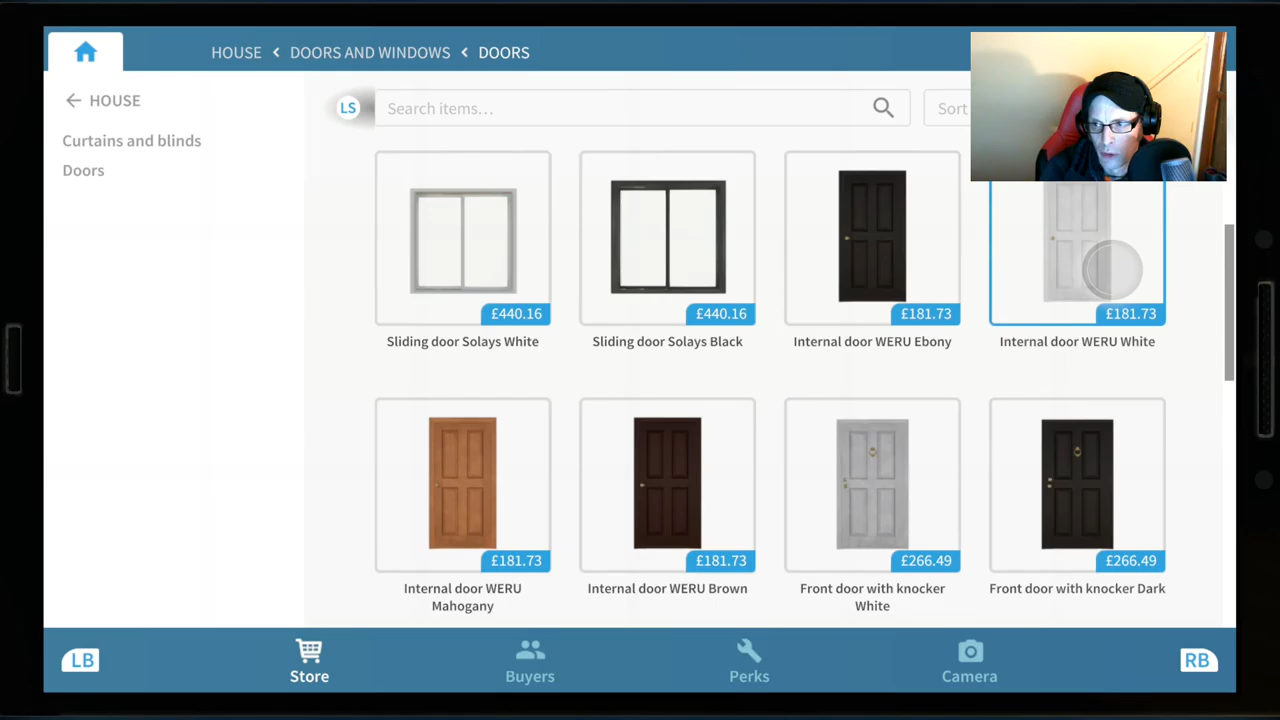 HOUSE < DOORS AND WINDOWS < DOORS
HOUSE
Curtains and blinds
Doors
LS
Search items...
Sort
£440.16
£440.16
£181.73
£181.73
Sliding door Solays White
Sliding door Solays Black
Internal door WERU Ebony
Internal door WERU White
£181.73
£181.73
£266.49
£266.49
Internal door WERU
Mahogany
Internal door WERU Brown
Front door with knocker
White
Front door with knocker Dark
LB
Store
Buyers
Perks
Camera
RB